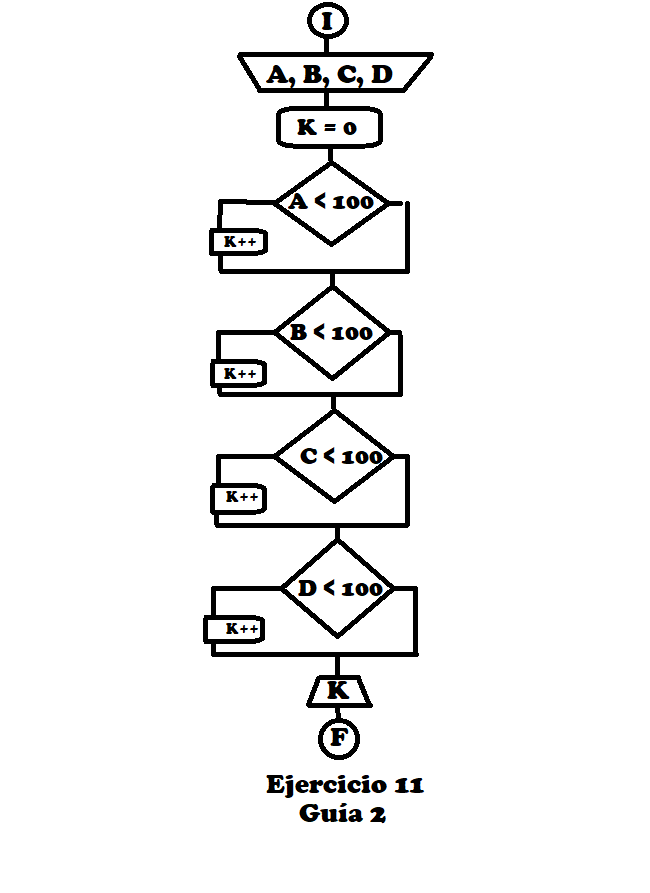 I
A, B, C, D
K = 0
A < 100
K++
B < 100
K++
C < 100
K++
D < 100
K++
K
F
Ejercicio 11
Guía 2